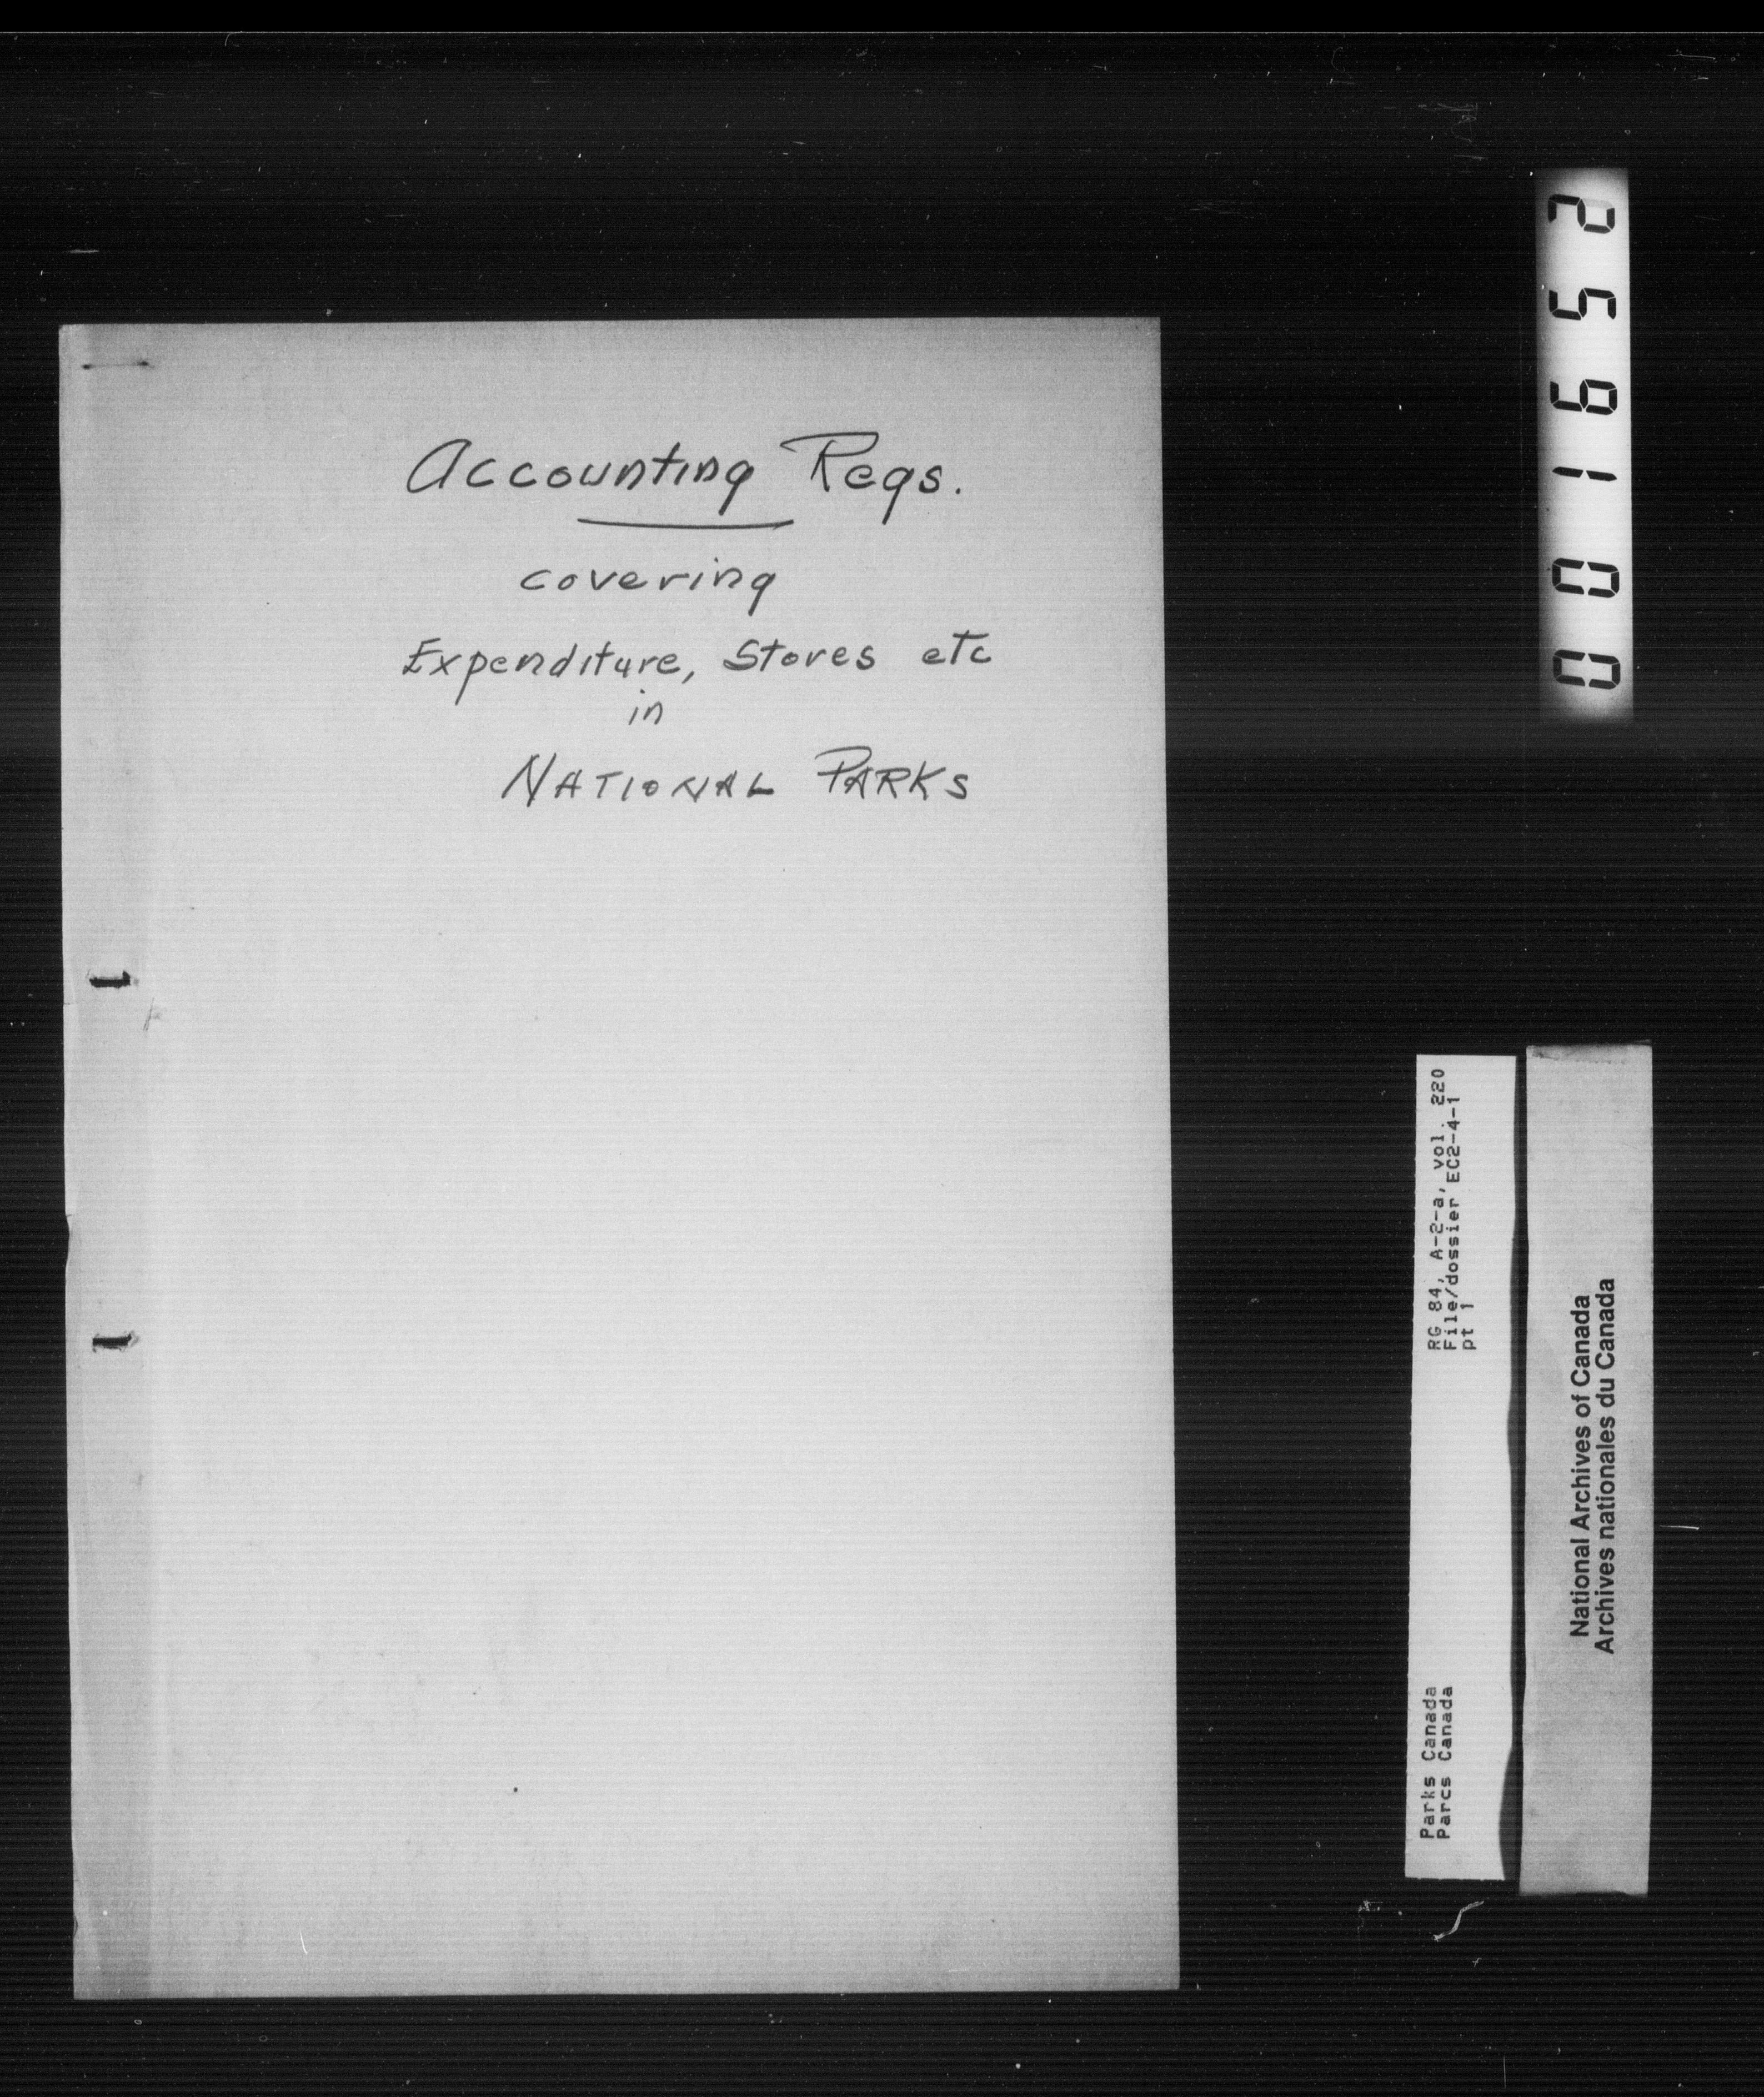 Accounting Regs.
covering
Expenditure, Stores etc
in
NATIONAL PARKS
001652
RG 84, A-2-a, vol. 220
File/dossier EC2-4-1
pt 1
Parks Canada
Parcs Canada
National Archives of Canada
Archives nationales du Canada